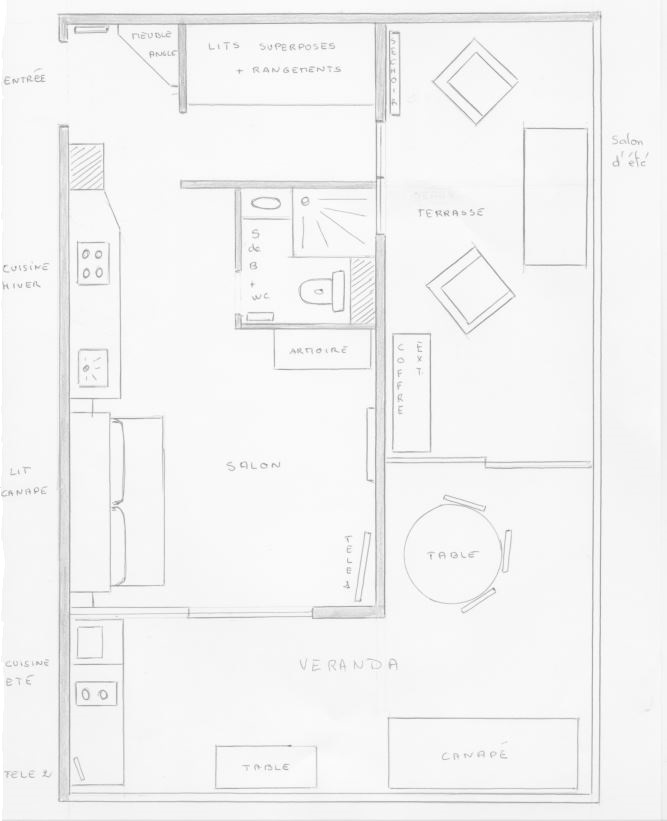 MEUBLE
ANGLE
LITS SUPERPOSES
+ RANGEMENTS
SECHOIR
ENTRÉE
Salon
d'été
TERRASSE
S
de
B
+
WC
CUISINE
HIVER
ARMOIRE
COFFRE
EXT
LIT
CANAPE
SALON
TELE 1
TABLE
CUISINE
ETÉ
VERANDA
TELE 2
TABLE
CANAPÉ